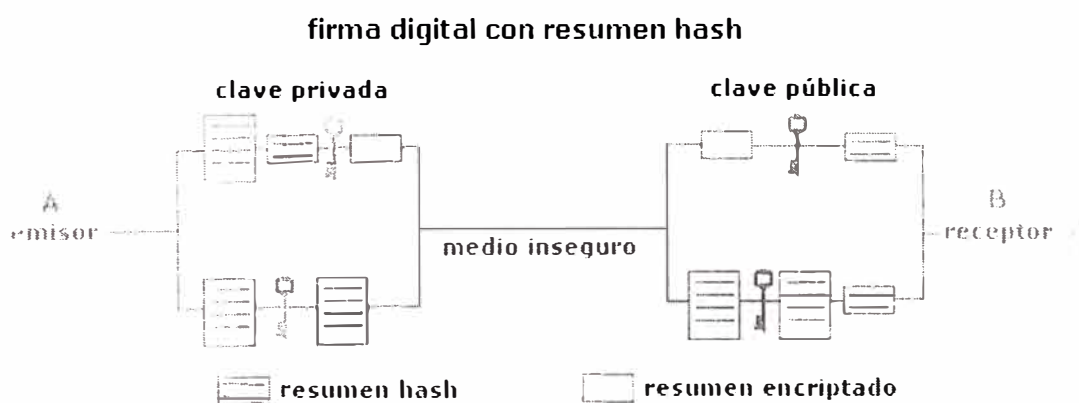 firma digital con resumen hash
clave privada
clave pública
A
emisor
medio inseguro
B
receptor
resumen hash
resumen encriptado